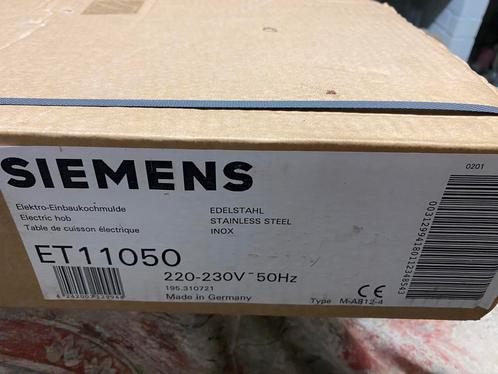 SIEMENS
0201
Elektro-Einbaukochmulde
Electric hob
Table de cuisson électrique
EDELSTAHL
STAINLESS STEEL
INOX
ET11050
220-230V~50Hz
195.310721
Made in Germany
CE
Type M-A812-4